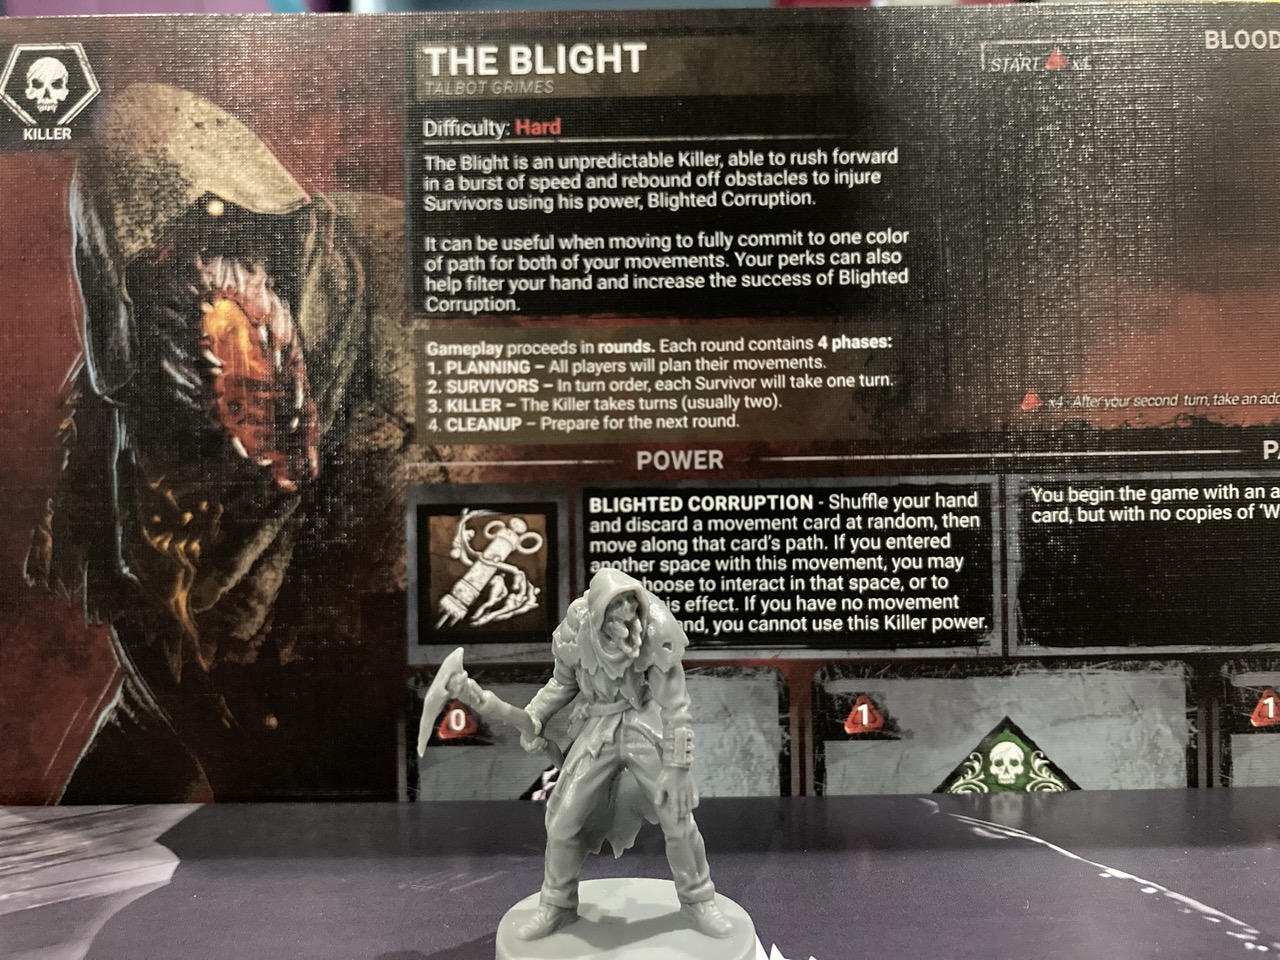 KILLER
THE BLIGHT
TALBOT GRIMES
Difficulty: Hard
The Blight is an unpredictable Killer, able to rush forward
in a burst of speed and rebound off obstacles to injure
Survivors using his power, Blighted Corruption.
It can be useful when moving to fully commit to one color
of path for both of your movements. Your perks can also
help filter your hand and increase the success of Blighted
Corruption.
Gameplay proceeds in rounds. Each round contains 4 phases:
1. PLANNING – All players will plan their movements.
2. SURVIVORS – In turn order, each Survivor will take one turn.
3. KILLER – The Killer takes turns (usually two).
4. CLEANUP – Prepare for the next round.
START x4
BLOOD
x4 - After your second turn, take an add
POWER
BLIGHTED CORRUPTION - Shuffle your hand
and discard a movement card at random, then
move along that card's path. If you entered
another space with this movement, you may
hoose to interact in that space, or to
is effect. If you have no movement
nd, you cannot use this Killer power.
You begin the game with an a
card, but with no copies of 'W
0
1
1